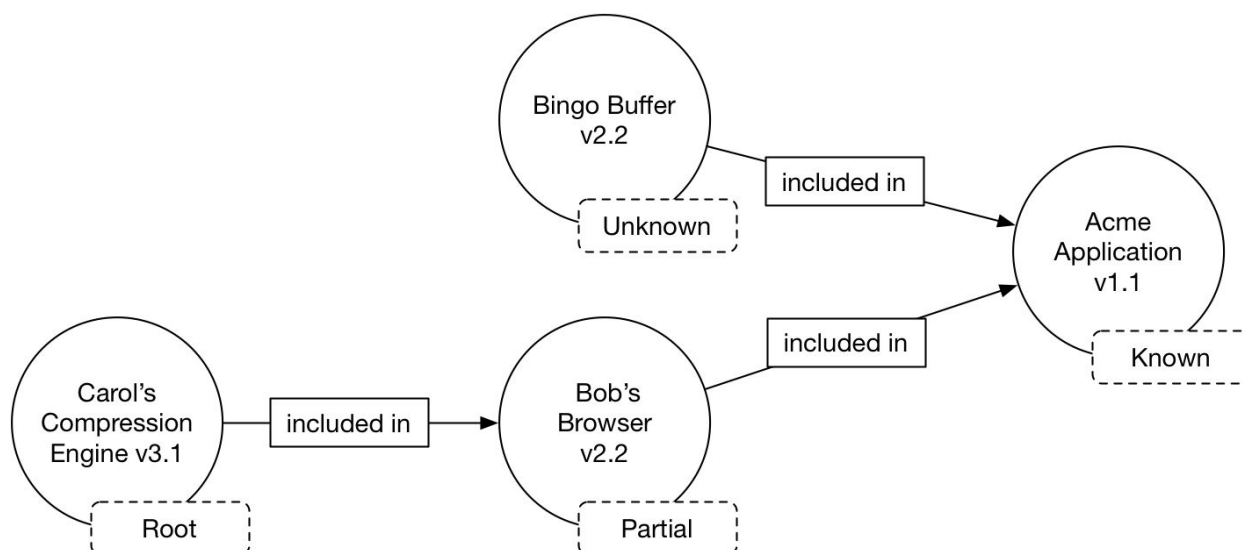 Bingo Buffer
v2.2
Unknown
included in
Acme
Application
v1.1
Known
included in
Carol’s
Compression
Engine v3.1
Root
included in
Bob’s
Browser
v2.2
Partial